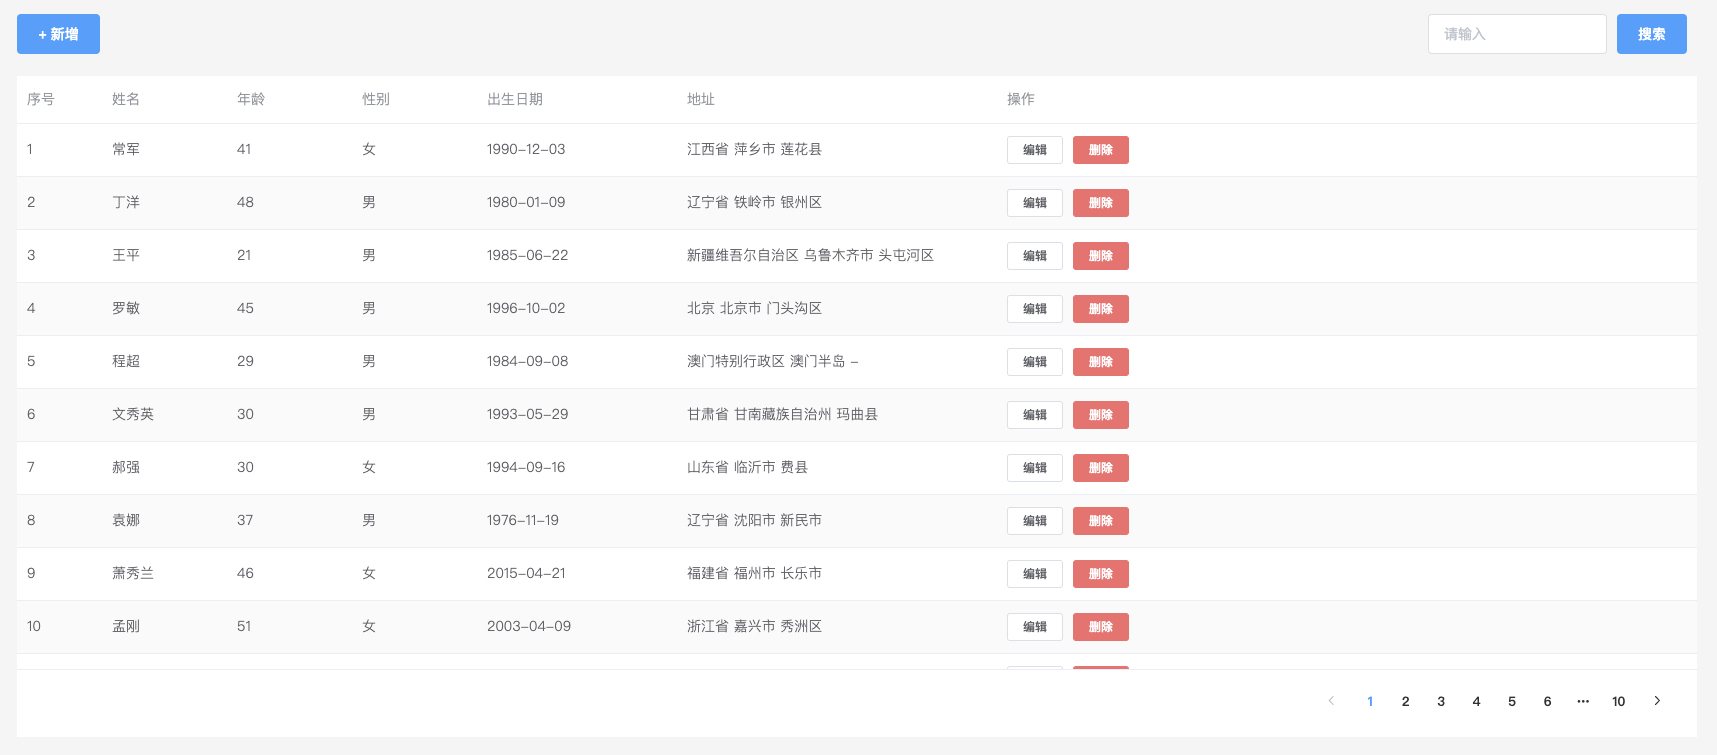 + 新增 请输入 搜索
序号 姓名 年龄 性别 出生日期 地址 操作
1 常军 41 女 1990-12-03 江西省 萍乡市 莲花县 编辑 删除
2 丁洋 48 男 1980-01-09 辽宁省 铁岭市 银州区 编辑 删除
3 王平 21 男 1985-06-22 新疆维吾尔自治区 乌鲁木齐市 头屯河区 编辑 删除
4 罗敏 45 男 1996-10-02 北京 北京市 门头沟区 编辑 删除
5 程超 29 男 1984-09-08 澳门特别行政区 澳门半岛 - 编辑 删除
6 文秀英 30 男 1993-05-29 甘肃省 甘南藏族自治州 玛曲县 编辑 删除
7 郝强 30 女 1994-09-16 山东省 临沂市 费县 编辑 删除
8 袁娜 37 男 1976-11-19 辽宁省 沈阳市 新民市 编辑 删除
9 萧秀兰 46 女 2015-04-21 福建省 福州市 长乐市 编辑 删除
10 孟刚 51 女 2003-04-09 浙江省 嘉兴市 秀洲区 编辑 删除
1 2 3 4 5 6 ··· 10